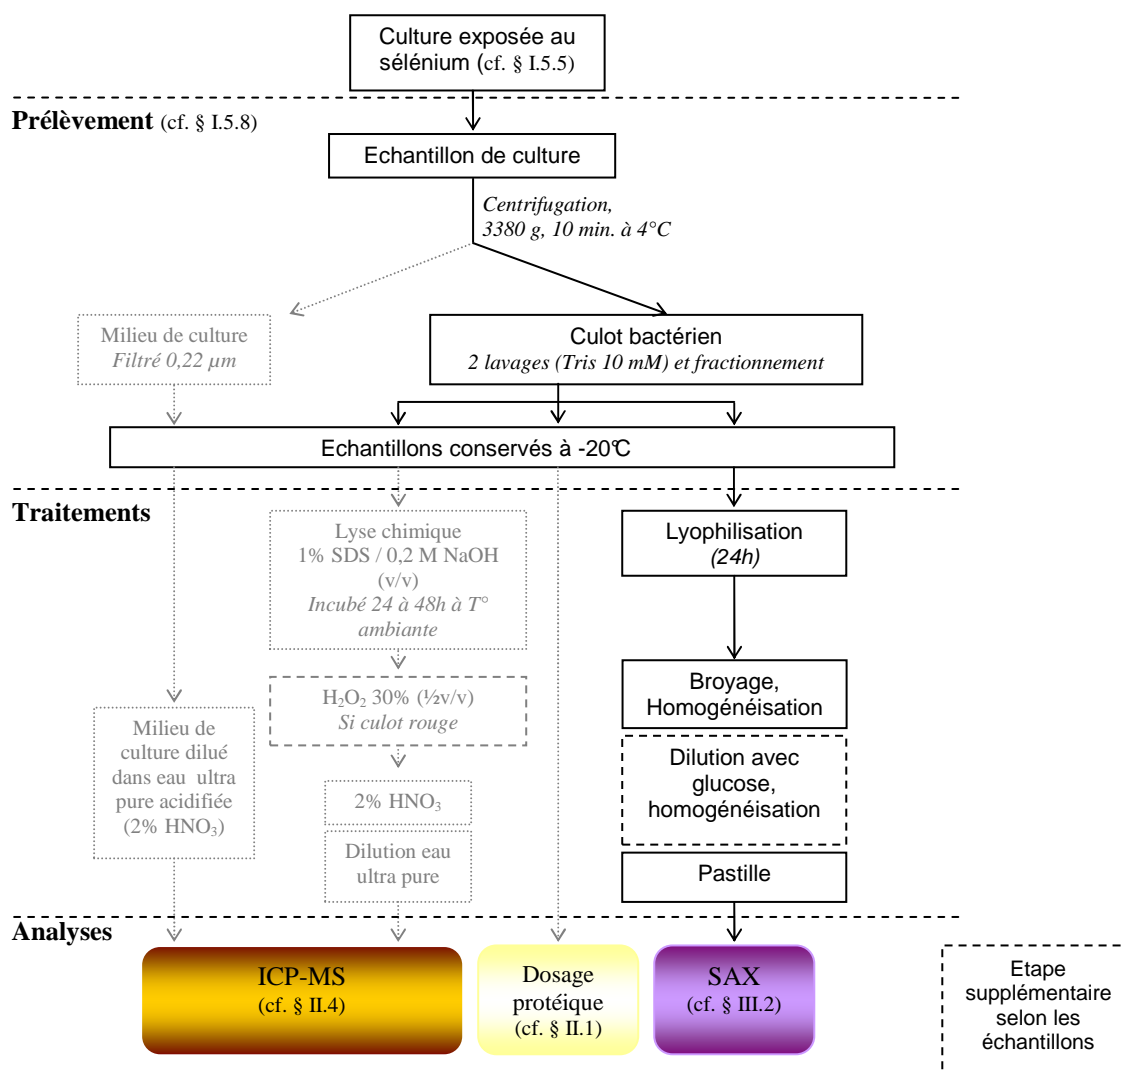 Culture exposée au
sélénium (cf. § I.5.5)
Prélèvement (cf. § I.5.8)
Echantillon de culture
Centrifugation,
3380 g, 10 min. à 4°C
Milieu de culture
Filtré 0,22 µm
Culot bactérien
2 lavages (Tris 10 mM) et fractionnement
Echantillons conservés à -20°C
Traitements
Lyse chimique
1% SDS / 0,2 M NaOH
(v/v)
Incubé 24 à 48h à T°
ambiante
Lyophilisation
(24h)
H₂O₂ 30% (½v/v)
Si culot rouge
Broyage,
Homogénéisation
Milieu de
culture dilué
dans eau ultra
pure acidifiée
(2% HNO₃)
Dilution avec
glucose,
homogénéisation
2% HNO₃
Dilution eau
ultra pure
Pastille
Analyses
ICP-MS
(cf. § II.4)
Dosage
protéique
(cf. § II.1)
SAX
(cf. § III.2)
Etape
supplémentaire
selon les
échantillons